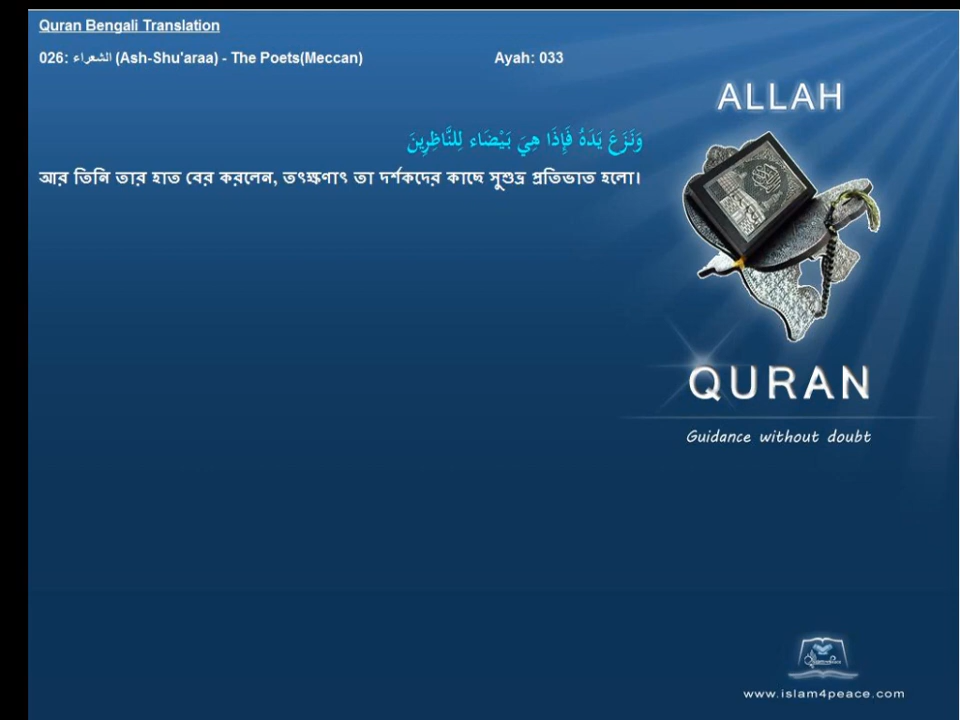 Quran Bengali Translation
026: الشعراء (Ash-Shu'araa) - The Poets(Meccan) Ayah: 033
ALLAH
وَنَزَعَ يَدَهُ فَإِذَا هِيَ بَيْضَاء لِلنَّاظِرِينَ
আর তিনি তার হাত বের করলেন, তৎক্ষণাৎ তা দর্শকদের কাছে সুশুভ্র প্রতিভাত হলো।
QURAN
Guidance without doubt
www.islam4peace.com